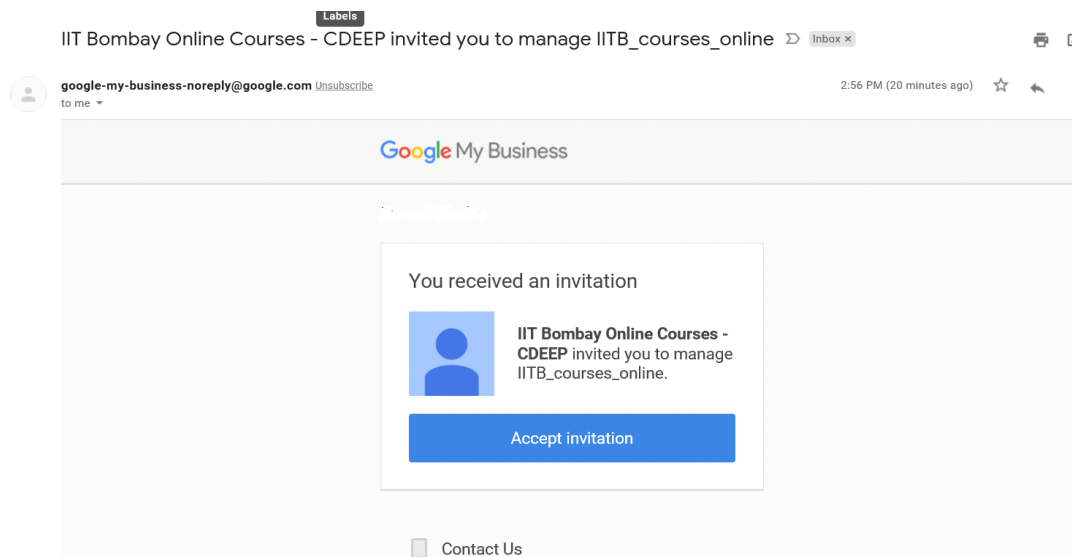 Labels
IIT Bombay Online Courses - CDEEP invited you to manage IITB_courses_online Inbox ×
google-my-business-noreply@google.com Unsubscribe 2:56 PM (20 minutes ago)
to me
Google My Business
You received an invitation
IIT Bombay Online Courses -
CDEEP invited you to manage
IITB_courses_online.
Accept invitation
Contact Us